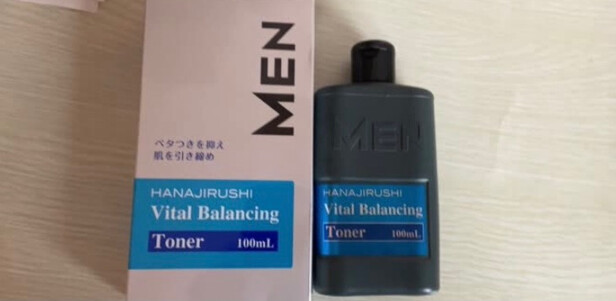 MEN
ベタつきを抑え
肌を引き締め
HANAJIRUSHI
Vital Balancing
Toner 100mL
MEN
HANAJIRUSHI
Vital Balancing
Toner 100mL